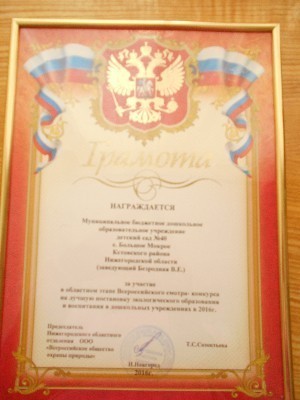 Грамота
НАГРАЖДАЕТСЯ
Муниципальное бюджетное дошкольное
образовательное учреждение
детский сад №40
с. Большое Мокрое
Кстовского района
Нижегородской области
(заведующий Безродняя В.Е.)
за участие
в областном этапе Всероссийского смотра- конкурса
на лучшую постановку экологического образования
и воспитания в дошкольных учреждениях в 2016г.
Председатель
Нижегородского областного
отделения ООО
«Всероссийское общество
охраны природы»
Н.Новгород
2016г.